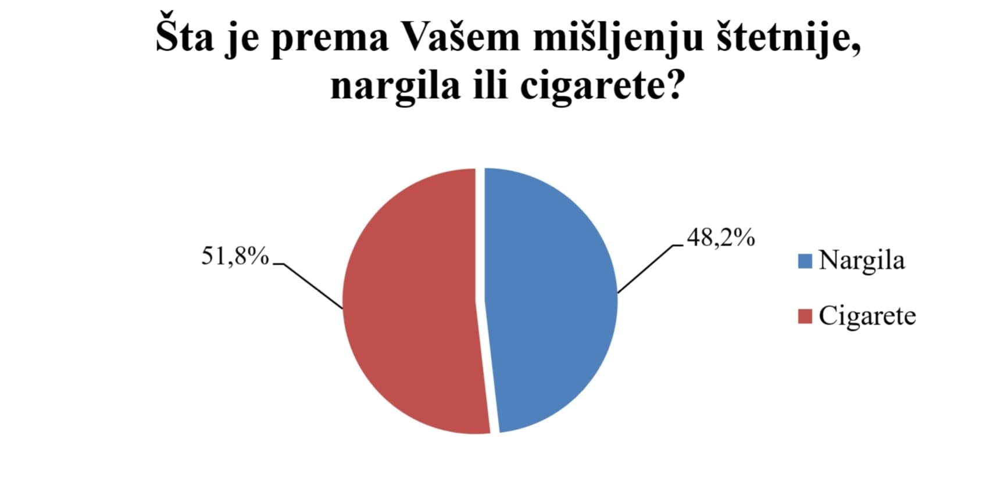 Šta je prema Vašem mišljenju štetnije,
nargila ili cigarete?
48,2%
51,8%
Nargila
Cigarete